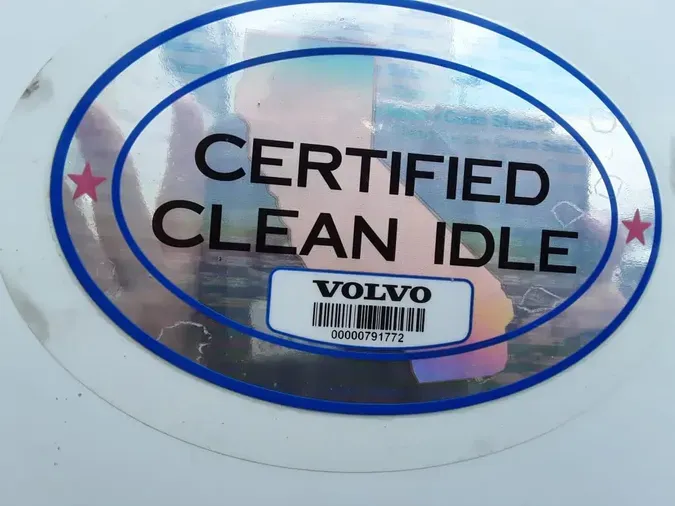 CERTIFIED
CLEAN IDLE
VOLVO
00000791772